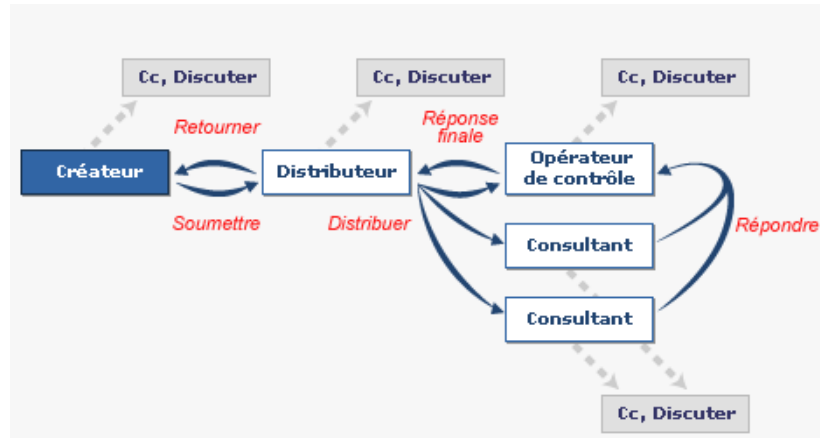 Cc, Discuter
Cc, Discuter
Cc, Discuter
Retourner
Réponse
finale
Créateur
Distributeur
Opérateur
de contrôle
Soumettre
Distribuer
Consultant
Répondre
Consultant
Cc, Discuter